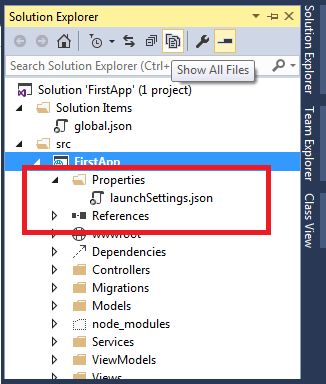 Solution Explorer
Search Solution Explorer (Ctrl+
Show All Files
Solution 'FirstApp' (1 project)
Solution Items
global.json
src
FirstApp
Properties
launchSettings.json
References
wwwroot
Dependencies
Controllers
Migrations
Models
node_modules
Services
ViewModels
Views
Solution Explorer
Team Explorer
Class View